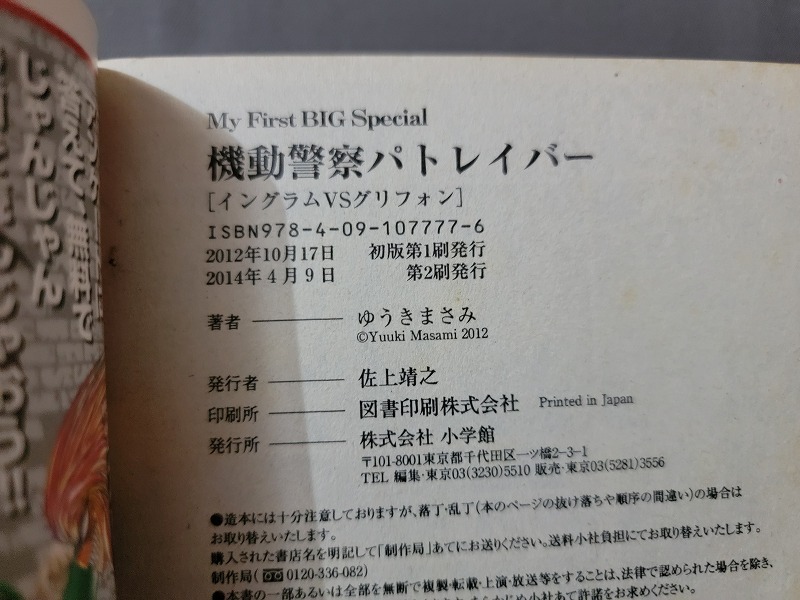 My First BIG Special
機動警察パトレイバー
[イングラムVSグリフォン]
ISBN978-4-09-107777-6
2012年10月17日 初版第1刷発行
2014年4月9日 第2刷発行
著者 ──── ゆうきまさみ
©Yuuki Masami 2012
発行者 ──── 佐上靖之
印刷所 ──── 図書印刷株式会社 Printed in Japan
発行所 ──── 株式会社 小学館
〒101-8001東京都千代田区一ツ橋2-3-1
TEL 編集・東京03(3230)5510 販売・東京03(5281)3556
●造本には十分注意しておりますが、落丁・乱丁(本のページの抜け落ちや順序の間違い)の場合は
お取り替えいたします。
購入された書店名を明記して「制作局」あてにお送りください。送料小社負担にてお取り替えいたします。
制作局(0120-336-082)
●本書の一部あるいは全部を無断で複製・転載・上演・放送等をすることは、法律で認められた場合を除き、
じゃんじゃん